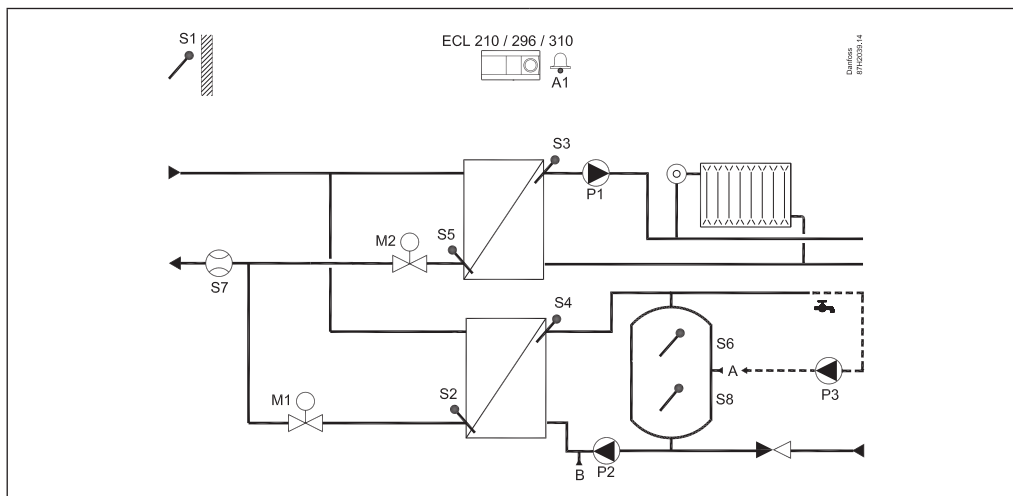 S1
ECL 210 / 296 / 310
A1
Danfoss
87H2039.14
S3
P1
M2
S5
S7
S4
S6
A
S8
P3
M1
S2
P2
B